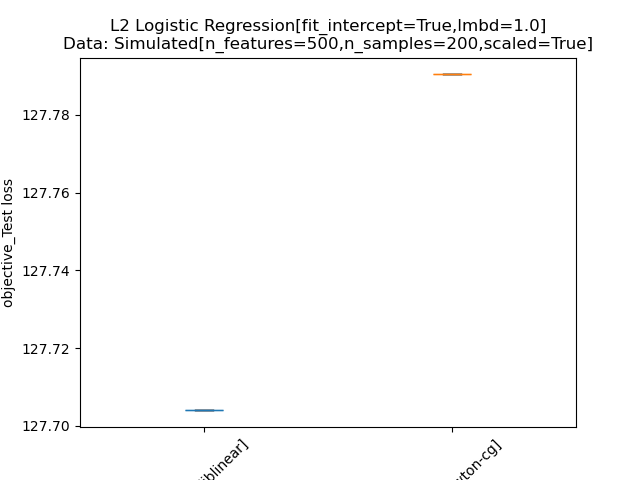 L2 Logistic Regression[fit_intercept=True,lmbd=1.0]
Data: Simulated[n_features=500,n_samples=200,scaled=True]
objective_Test loss
127.78
127.76
127.74
127.72
127.70
iblinear]
ton-cg]